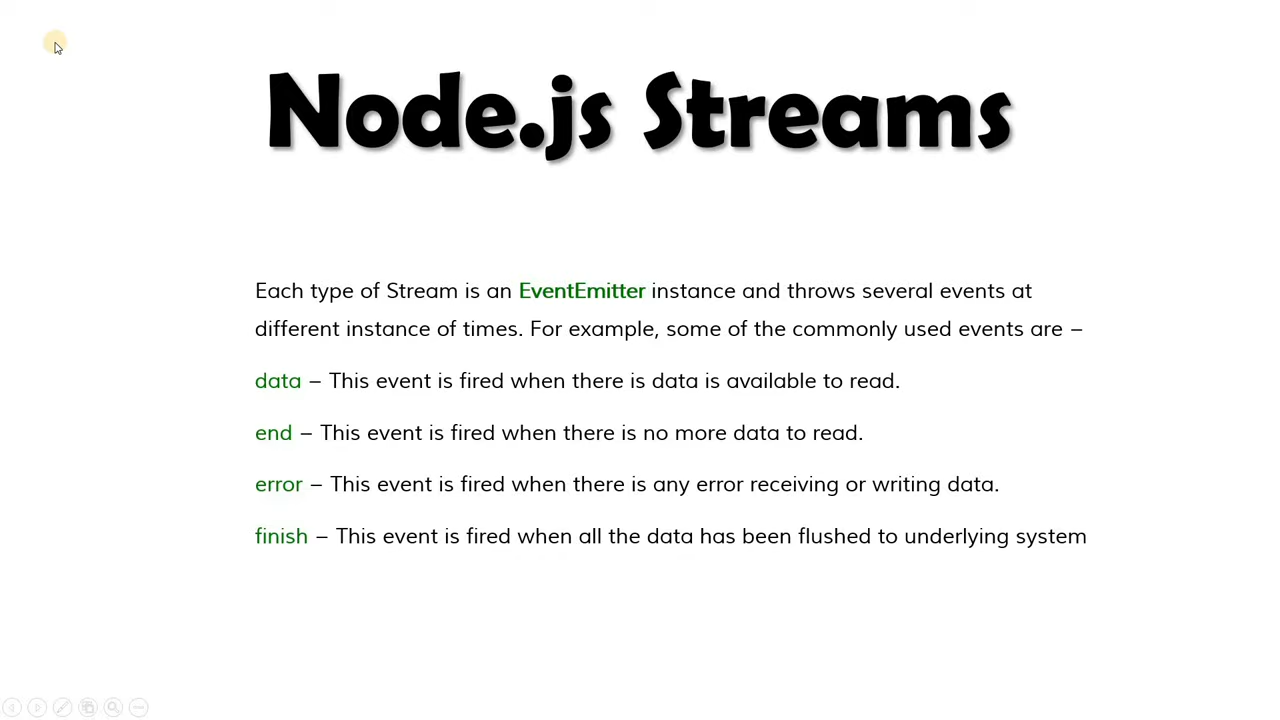 Node.js Streams
Each type of Stream is an EventEmitter instance and throws several events at
different instance of times. For example, some of the commonly used events are –
data – This event is fired when there is data is available to read.
end – This event is fired when there is no more data to read.
error – This event is fired when there is any error receiving or writing data.
finish – This event is fired when all the data has been flushed to underlying system